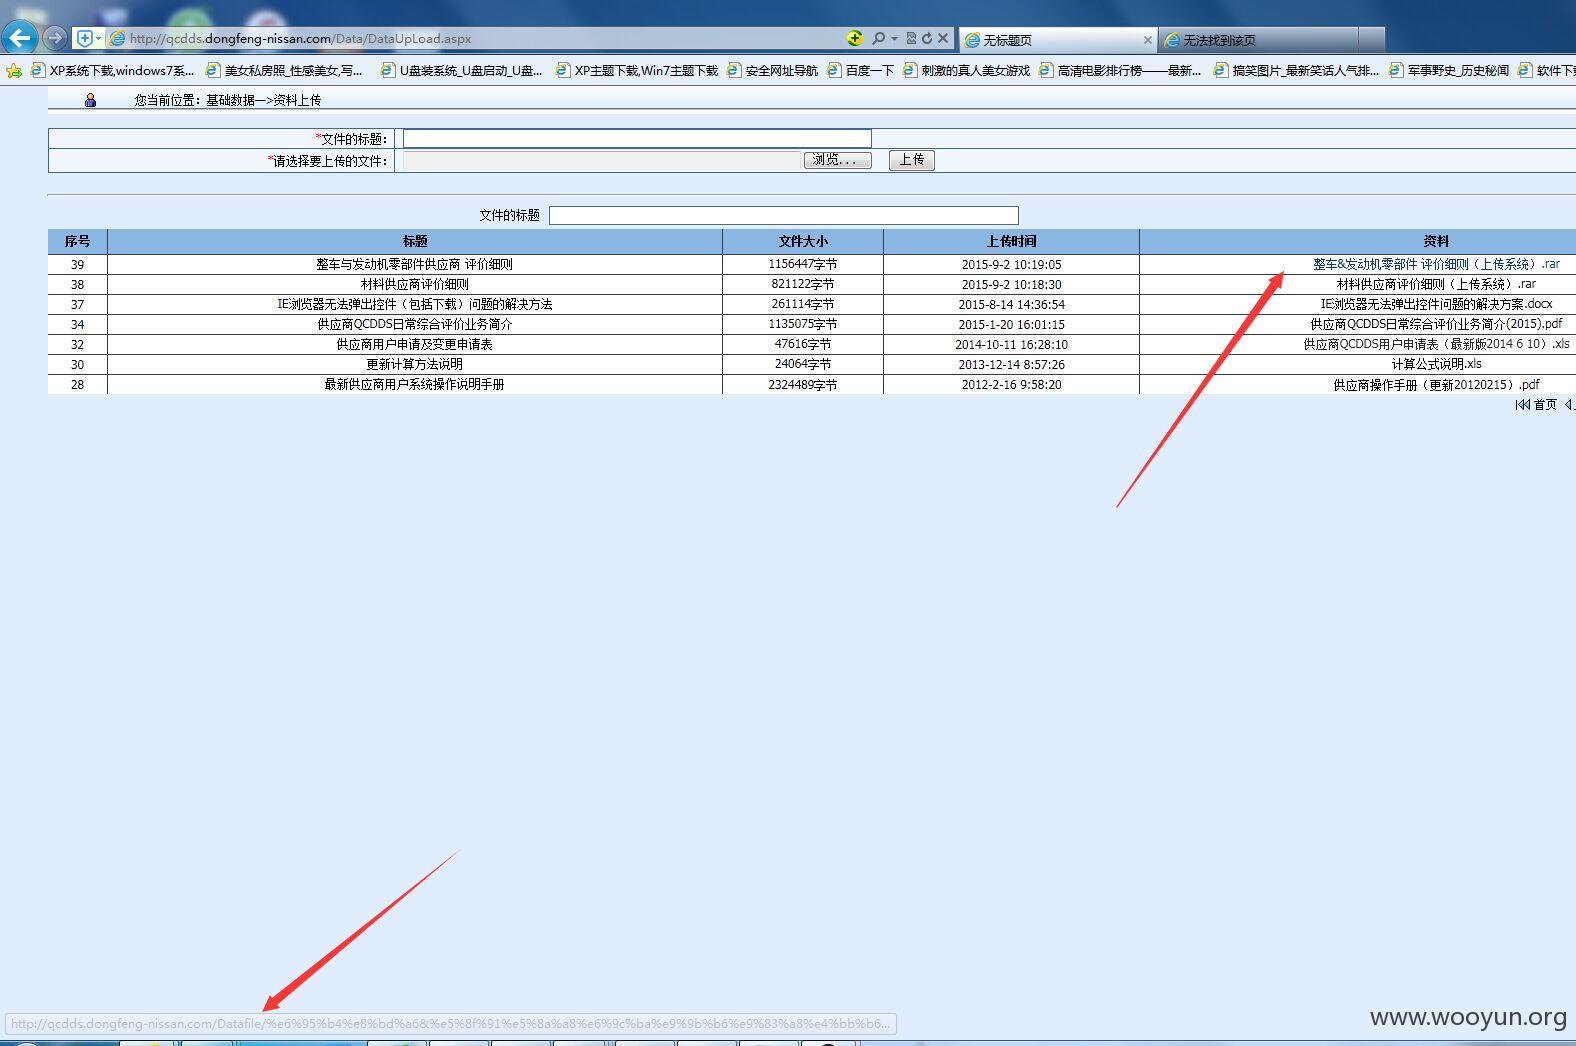 http://qcdds.dongfeng-nissan.com/Data/DataUpLoad.aspx 无标题页 无法找到该页
XP系统下载,windows7系... 美女私房照_性感美女,写... U盘装系统_U盘启动_U盘... XP主题下载,Win7主题下载 安全网址导航 百度一下 刺激的真人美女游戏 高清电影排行榜——最新... 搞笑图片_最新笑话人气排... 军事野史_历史秘闻 软件下
您当前位置：基础数据—>资料上传
*文件的标题：
*请选择要上传的文件： 浏览... 上传
文件的标题
序号 标题 文件大小 上传时间 资料
39 整车与发动机零部件供应商 评价细则 1156447字节 2015-9-2 10:19:05 整车&发动机零部件 评价细则（上传系统）.rar
38 材料供应商评价细则 821122字节 2015-9-2 10:18:30 材料供应商评价细则（上传系统）.rar
37 IE浏览器无法弹出控件（包括下载）问题的解决方法 261114字节 2015-8-14 14:36:54 IE浏览器无法弹出控件问题的解决方案.docx
34 供应商QCDDS日常综合评价业务简介 1135075字节 2015-1-20 16:01:15 供应商QCDDS日常综合评价业务简介(2015).pdf
32 供应商用户申请及变更申请表 47616字节 2014-10-11 16:28:10 供应商QCDDS用户申请表（最新版2014 6 10）.xls
30 更新计算方法说明 24064字节 2013-12-14 8:57:26 计算公式说明.xls
28 最新供应商用户系统操作说明手册 2324489字节 2012-2-16 9:58:20 供应商操作手册（更新20120215）.pdf
首页
http://qcdds.dongfeng-nissan.com/Datafile/%e6%95%b4%e8%bd%a6&%e5%8f%91%e5%8a%a8%e6%9c%ba%e9%9b%b6%e9%83%a8%e4%bb%b6...
www.wooyun.org